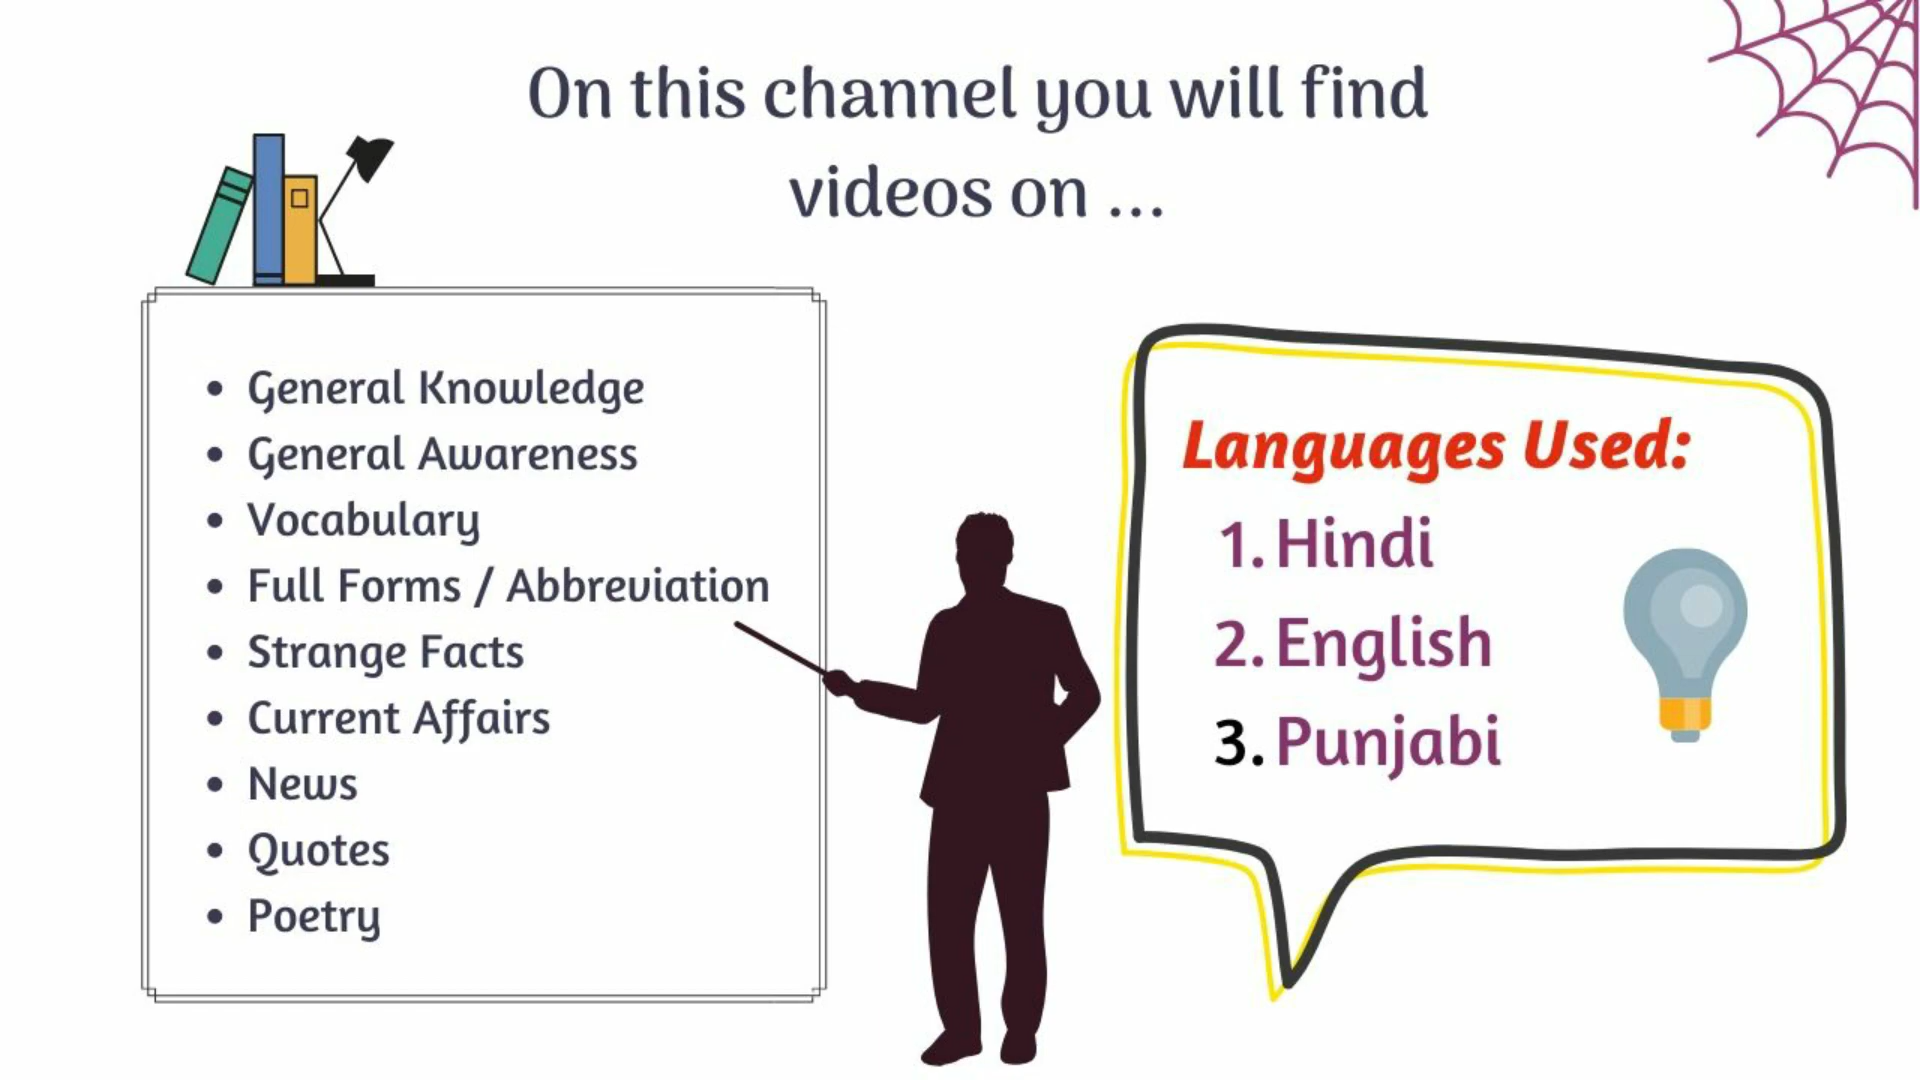 On this channel you will find
videos on ...
• General Knowledge
• General Awareness
• Vocabulary
• Full Forms / Abbreviation
• Strange Facts
• Current Affairs
• News
• Quotes
• Poetry
Languages Used:
1. Hindi
2. English
3. Punjabi